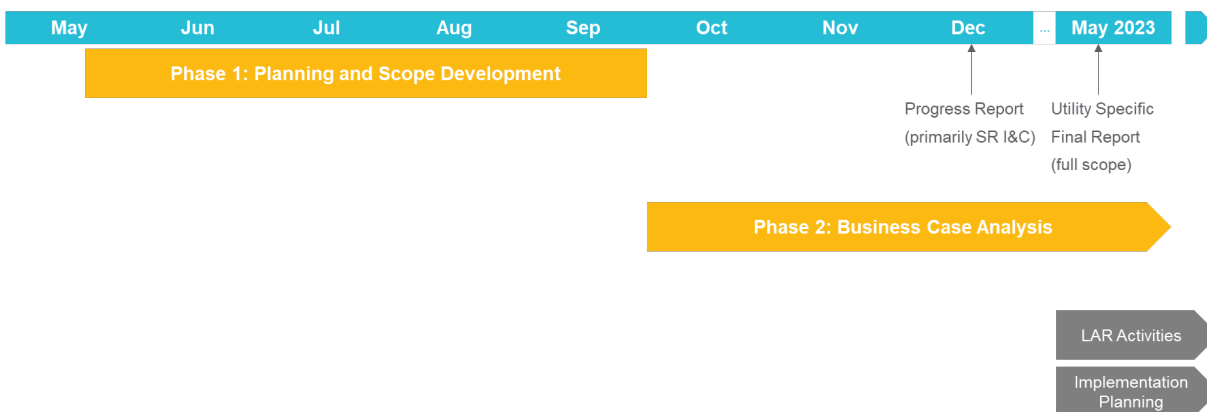 May Jun Jul Aug Sep Oct Nov Dec ... May 2023
Phase 1: Planning and Scope Development
Progress Report
(primarily SR I&C)
Utility Specific
Final Report
(full scope)
Phase 2: Business Case Analysis
LAR Activities
Implementation
Planning